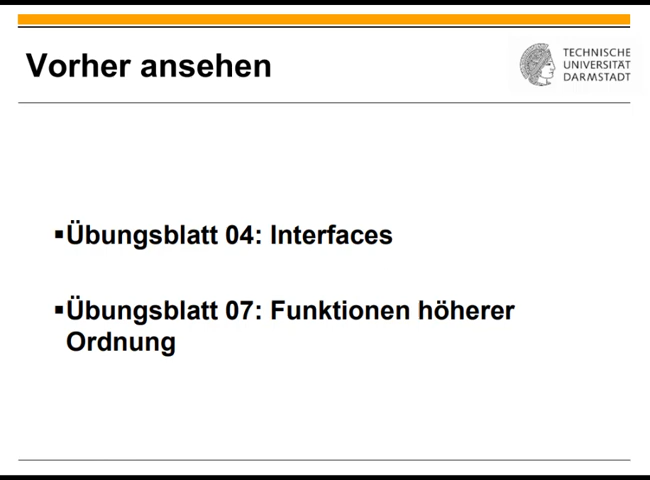 Vorher ansehen
TECHNISCHE
UNIVERSITÄT
DARMSTADT
▪Übungsblatt 04: Interfaces
▪Übungsblatt 07: Funktionen höherer
Ordnung